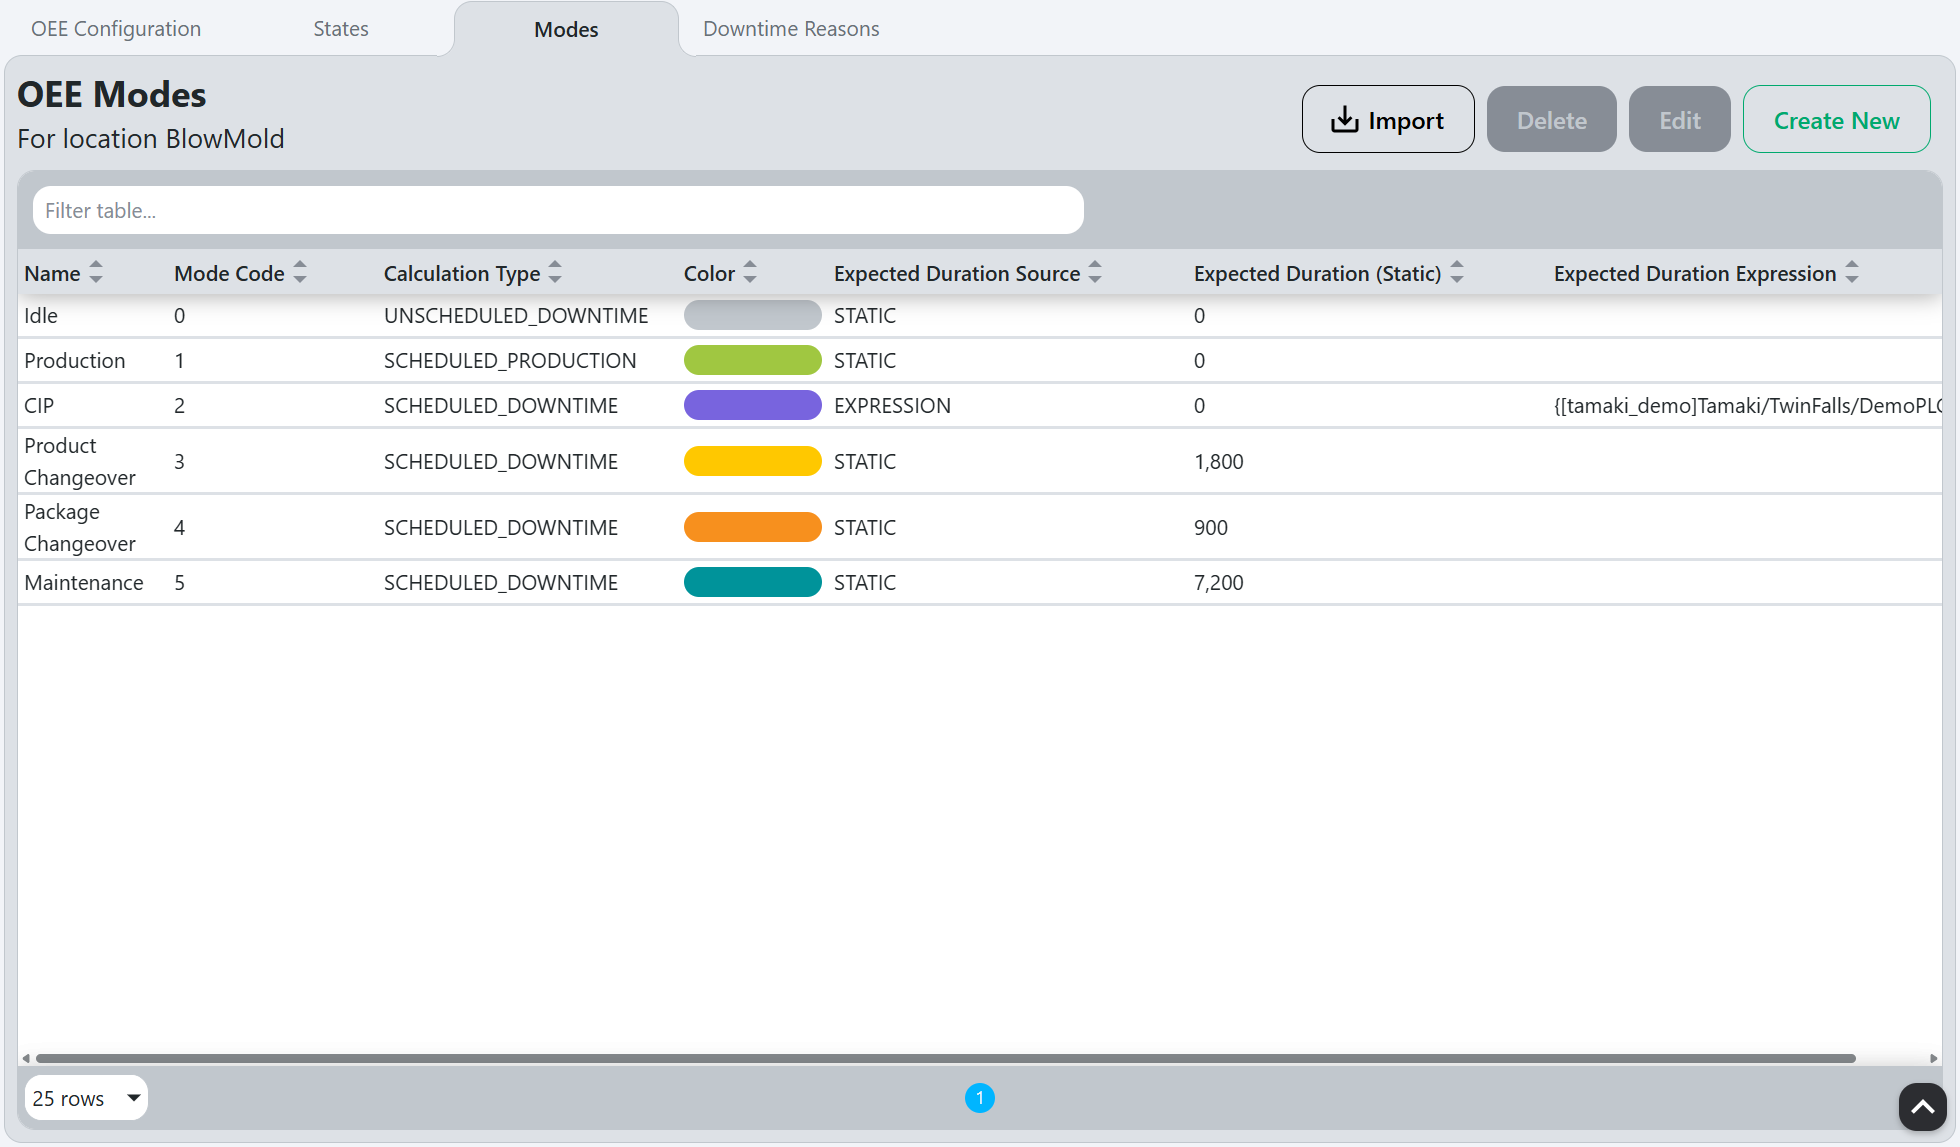 OEE Configuration States Modes Downtime Reasons
OEE Modes
For location BlowMold
Import Delete Edit Create New
Filter table...
Name Mode Code Calculation Type Color Expected Duration Source Expected Duration (Static) Expected Duration Expression
Idle 0 UNSCHEDULED_DOWNTIME STATIC 0
Production 1 SCHEDULED_PRODUCTION STATIC 0
CIP 2 SCHEDULED_DOWNTIME EXPRESSION 0 {[tamaki_demo]Tamaki/TwinFalls/DemoPLC
Product
Changeover 3 SCHEDULED_DOWNTIME STATIC 1,800
Package
Changeover 4 SCHEDULED_DOWNTIME STATIC 900
Maintenance 5 SCHEDULED_DOWNTIME STATIC 7,200
25 rows 1